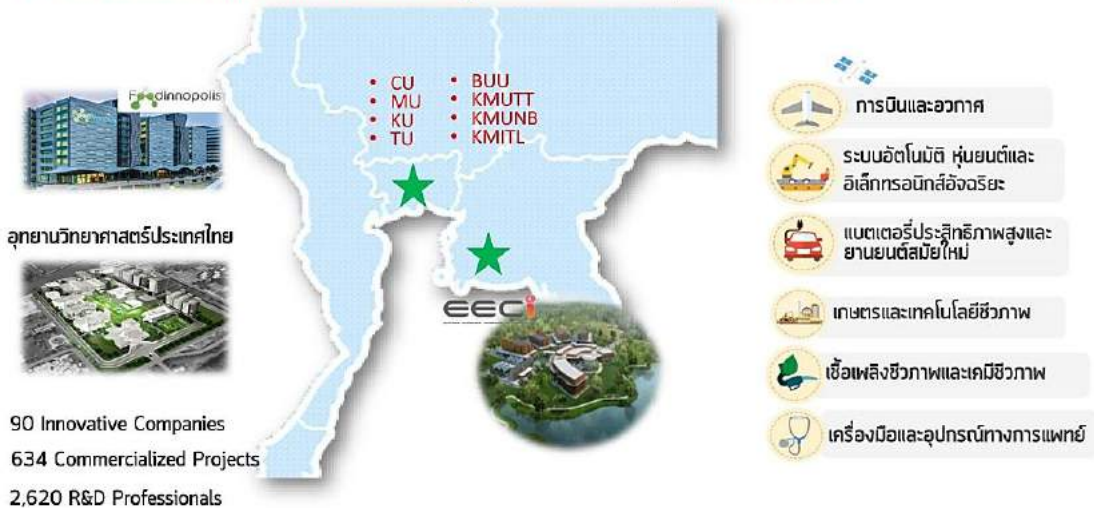 Foodinnopolis
อุทยานวิทยาศาสตร์ประเทศไทย
90 Innovative Companies
634 Commercialized Projects
2,620 R&D Professionals
• CU
• MU
• KU
• TU
• BUU
• KMUTT
• KMUNB
• KMITL
eeci
การบินและอวกาศ
ระบบอัตโนมัติ หุ่นยนต์และ
อิเล็กทรอนิกส์อัจฉริยะ
แบตเตอรี่ประสิทธิภาพสูงและ
ยานยนต์สมัยใหม่
เกษตรและเทคโนโลยีชีวภาพ
เชื้อเพลิงชีวภาพและเคมีชีวภาพ
เครื่องมือและอุปกรณ์ทางการแพทย์